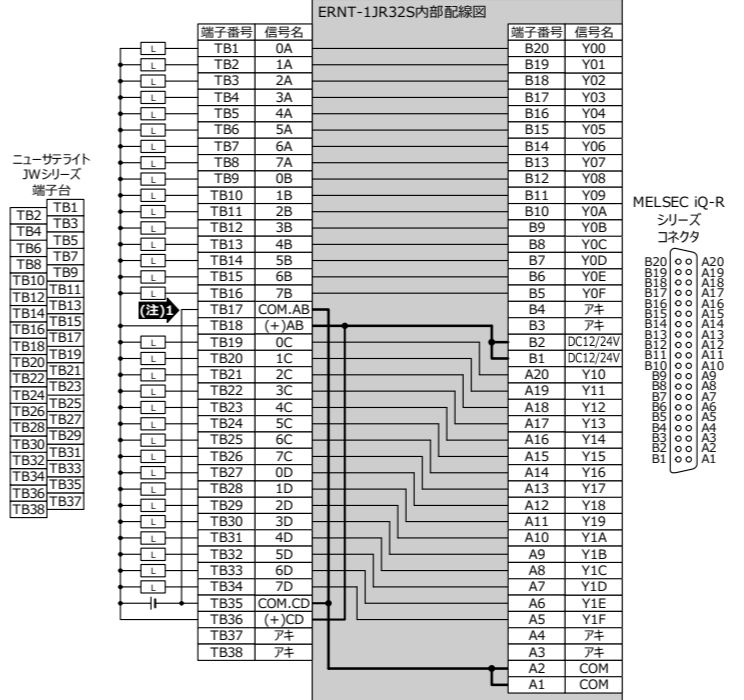 ERNT-1JR32S内部配線図
端子番号 信号名 端子番号 信号名
L TB1 0A B20 Y00
L TB2 1A B19 Y01
L TB3 2A B18 Y02
L TB4 3A B17 Y03
L TB5 4A B16 Y04
L TB6 5A B15 Y05
L TB7 6A B14 Y06
L TB8 7A B13 Y07
L TB9 0B B12 Y08
L TB10 1B B11 Y09
L TB11 2B B10 Y0A
L TB12 3B B9 Y0B
L TB13 4B B8 Y0C
L TB14 5B B7 Y0D
L TB15 6B B6 Y0E
L TB16 7B B5 Y0F
(注)1 TB17 COM.AB B4 アキ
TB18 (+)AB B3 アキ
L TB19 0C B2 DC12/24V
L TB20 1C B1 DC12/24V
L TB21 2C A20 Y10
L TB22 3C A19 Y11
L TB23 4C A18 Y12
L TB24 5C A17 Y13
L TB25 6C A16 Y14
L TB26 7C A15 Y15
L TB27 0D A14 Y16
L TB28 1D A13 Y17
L TB29 2D A12 Y18
L TB30 3D A11 Y19
L TB31 4D A10 Y1A
L TB32 5D A9 Y1B
L TB33 6D A8 Y1C
L TB34 7D A7 Y1D
TB35 COM.CD A6 Y1E
TB36 (+)CD A5 Y1F
TB37 アキ A4 アキ
TB38 アキ A3 アキ
A2 COM
A1 COM
ニューサテライト
JWシリーズ
端子台
TB1
TB2
TB3
TB4
TB5
TB6
TB7
TB8
TB9
TB10
TB11
TB12
TB13
TB14
TB15
TB16
TB17
TB18
TB19
TB20
TB21
TB22
TB23
TB24
TB25
TB26
TB27
TB28
TB29
TB30
TB31
TB32
TB33
TB34
TB35
TB36
TB37
TB38
MELSEC iQ-R
シリーズ
コネクタ
B20 A20
B19 A19
B18 A18
B17 A17
B16 A16
B15 A15
B14 A14
B13 A13
B12 A12
B11 A11
B10 A10
B9 A9
B8 A8
B7 A7
B6 A6
B5 A5
B4 A4
B3 A3
B2 A2
B1 A1